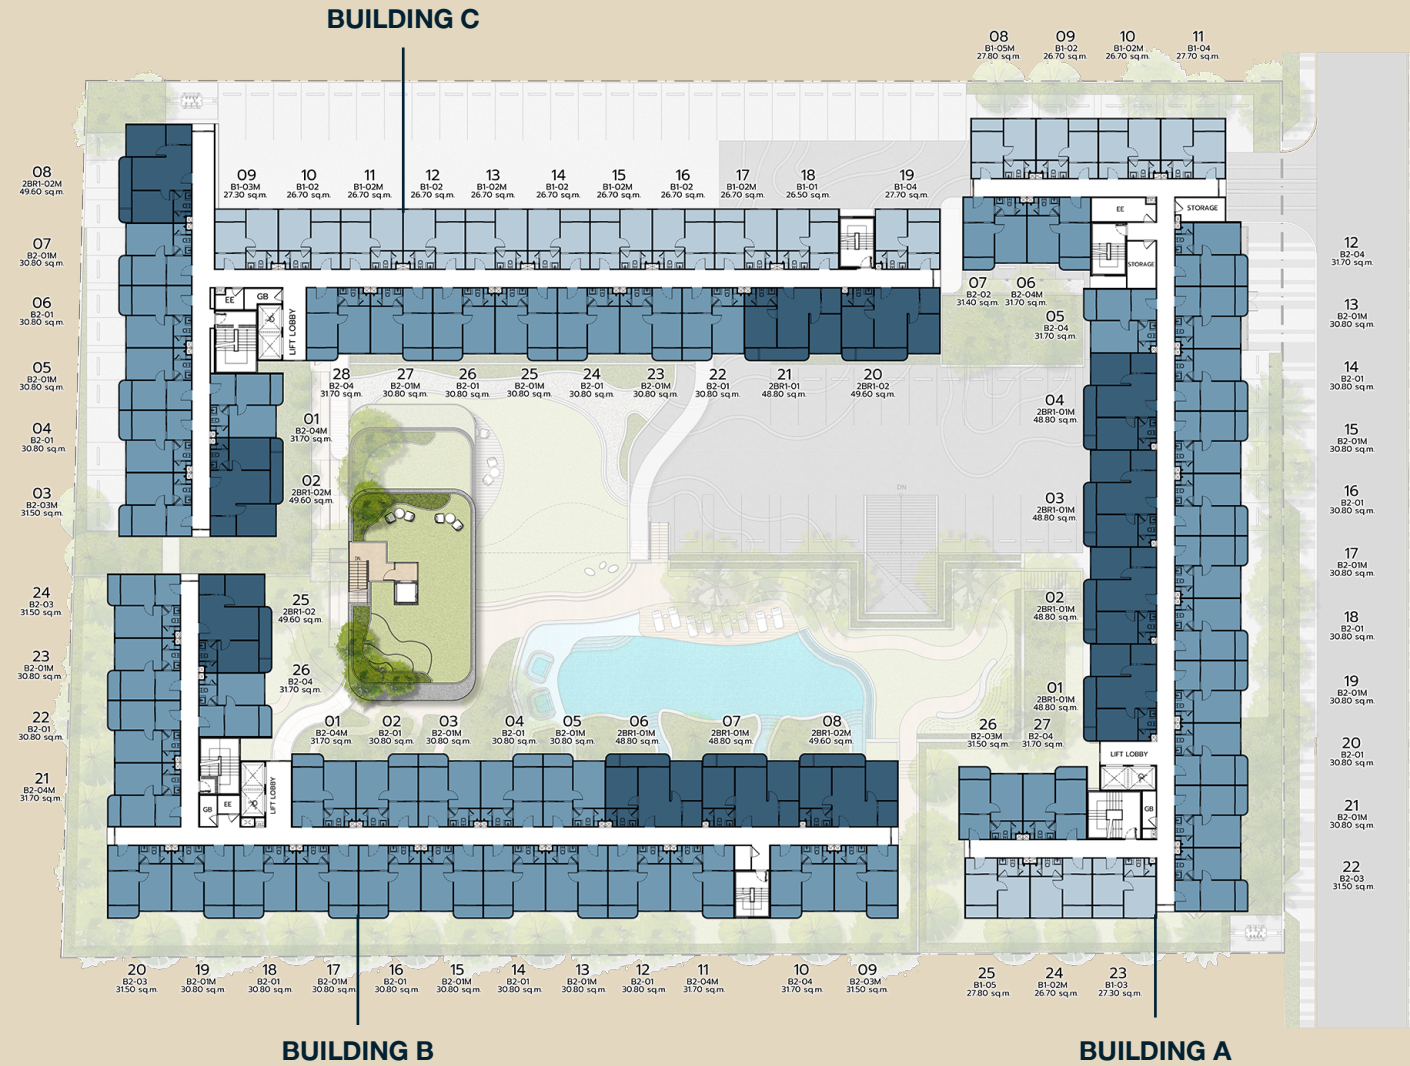 BUILDING C
08
B1-05M
27.80 sq.m.
09
B1-02
26.70 sq.m.
10
B1-02M
26.70 sq.m.
11
B1-04
27.70 sq.m.
08
2BR1-02M
49.60 sq.m.
07
B2-01M
30.80 sq.m.
06
B2-01
30.80 sq.m.
05
B2-01M
30.80 sq.m.
04
B2-01
30.80 sq.m.
03
B2-03M
31.50 sq.m.
09
B1-03M
27.30 sq.m.
10
B1-02
26.70 sq.m.
11
B1-02M
26.70 sq.m.
12
B1-02
26.70 sq.m.
13
B1-02M
26.70 sq.m.
14
B1-02
26.70 sq.m.
15
B1-02M
26.70 sq.m.
16
B1-02
26.70 sq.m.
17
B1-02M
26.70 sq.m.
18
B1-01
26.50 sq.m.
19
B1-04
27.70 sq.m.
EE
GB
LIFT LOBBY
28
B2-04
31.70 sq.m.
27
B2-01M
30.80 sq.m.
26
B2-01
30.80 sq.m.
25
B2-01M
30.80 sq.m.
24
B2-01
30.80 sq.m.
23
B2-01M
30.80 sq.m.
22
B2-01
30.80 sq.m.
21
2BR1-01
48.80 sq.m.
20
2BR1-02
49.60 sq.m.
01
B2-04M
31.70 sq.m.
02
2BR1-02M
49.60 sq.m.
EE
STORAGE
STORAGE
07
B2-02
31.40 sq.m.
06
B2-04M
31.70 sq.m.
05
B2-04
31.70 sq.m.
04
2BR1-01M
48.80 sq.m.
03
2BR1-01M
48.80 sq.m.
02
2BR1-01M
48.80 sq.m.
01
2BR1-01M
48.80 sq.m.
12
B2-04
31.70 sq.m.
13
B2-01M
30.80 sq.m.
14
B2-01
30.80 sq.m.
15
B2-01M
30.80 sq.m.
16
B2-01
30.80 sq.m.
17
B2-01M
30.80 sq.m.
18
B2-01
30.80 sq.m.
19
B2-01M
30.80 sq.m.
20
B2-01
30.80 sq.m.
21
B2-01M
30.80 sq.m.
22
B2-03
31.50 sq.m.
DN
DN
24
B2-03
31.50 sq.m.
23
B2-01M
30.80 sq.m.
22
B2-01
30.80 sq.m.
21
B2-04M
31.70 sq.m.
25
2BR1-02
49.60 sq.m.
26
B2-04
31.70 sq.m.
01
B2-04M
31.70 sq.m.
02
B2-01
30.80 sq.m.
03
B2-01M
30.80 sq.m.
04
B2-01
30.80 sq.m.
05
B2-01M
30.80 sq.m.
06
2BR1-01M
48.80 sq.m.
07
2BR1-01M
48.80 sq.m.
08
2BR1-02M
49.60 sq.m.
26
B2-03M
31.50 sq.m.
27
B2-04
31.70 sq.m.
LIFT LOBBY
GB
GB
EE
LIFT LOBBY
20
B2-03
31.50 sq.m.
19
B2-01M
30.80 sq.m.
18
B2-01
30.80 sq.m.
17
B2-01M
30.80 sq.m.
16
B2-01
30.80 sq.m.
15
B2-01M
30.80 sq.m.
14
B2-01
30.80 sq.m.
13
B2-01M
30.80 sq.m.
12
B2-01
30.80 sq.m.
11
B2-04M
31.70 sq.m.
10
B2-04
31.70 sq.m.
09
B2-03M
31.50 sq.m.
25
B1-05
27.80 sq.m.
24
B1-02M
26.70 sq.m.
23
B1-03
27.30 sq.m.
BUILDING B
BUILDING A